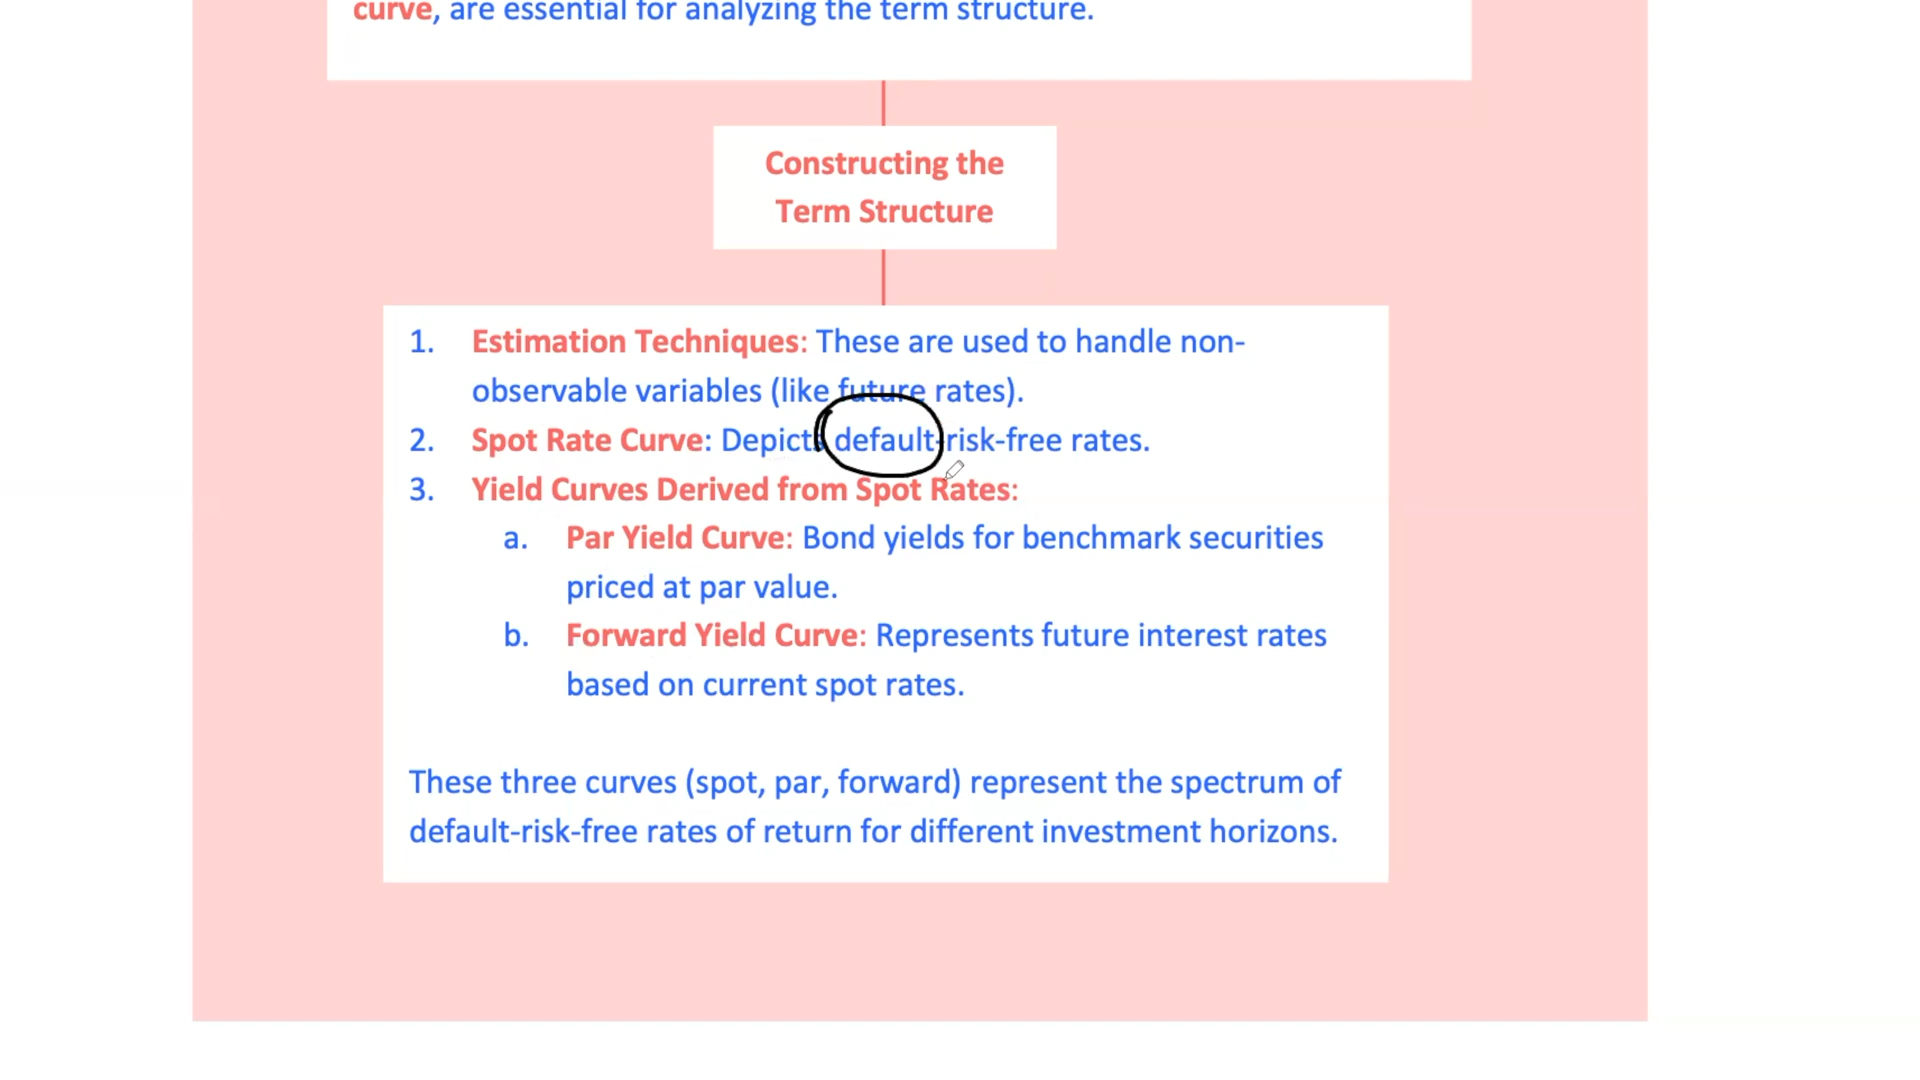 curve, are essential for analyzing the term structure.
Constructing the
Term Structure
1. Estimation Techniques: These are used to handle non-
observable variables (like future rates).
2. Spot Rate Curve: Depicts default-risk-free rates.
3. Yield Curves Derived from Spot Rates:
a. Par Yield Curve: Bond yields for benchmark securities
priced at par value.
b. Forward Yield Curve: Represents future interest rates
based on current spot rates.
These three curves (spot, par, forward) represent the spectrum of
default-risk-free rates of return for different investment horizons.